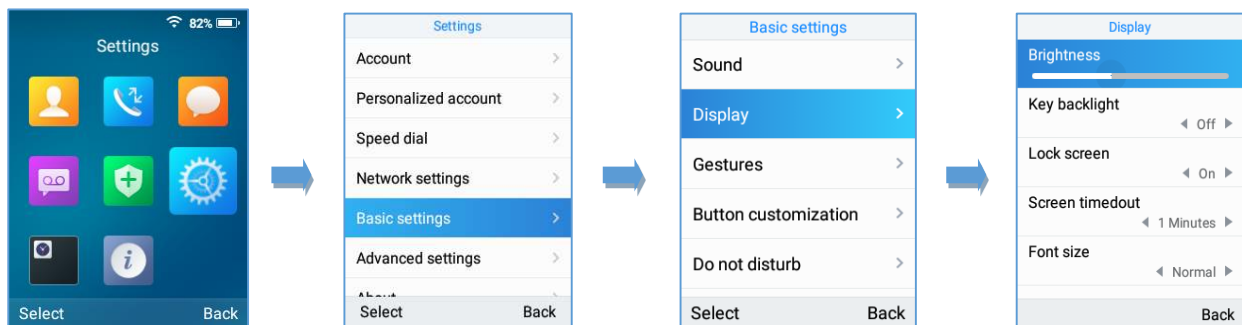 82%
Settings
Select Back
Settings
Account
Personalized account
Speed dial
Network settings
Basic settings
Advanced settings
About
Select Back
Basic settings
Sound
Display
Gestures
Button customization
Do not disturb
Select Back
Display
Brightness
Key backlight
Off
Lock screen
On
Screen timedout
1 Minutes
Font size
Normal
Back